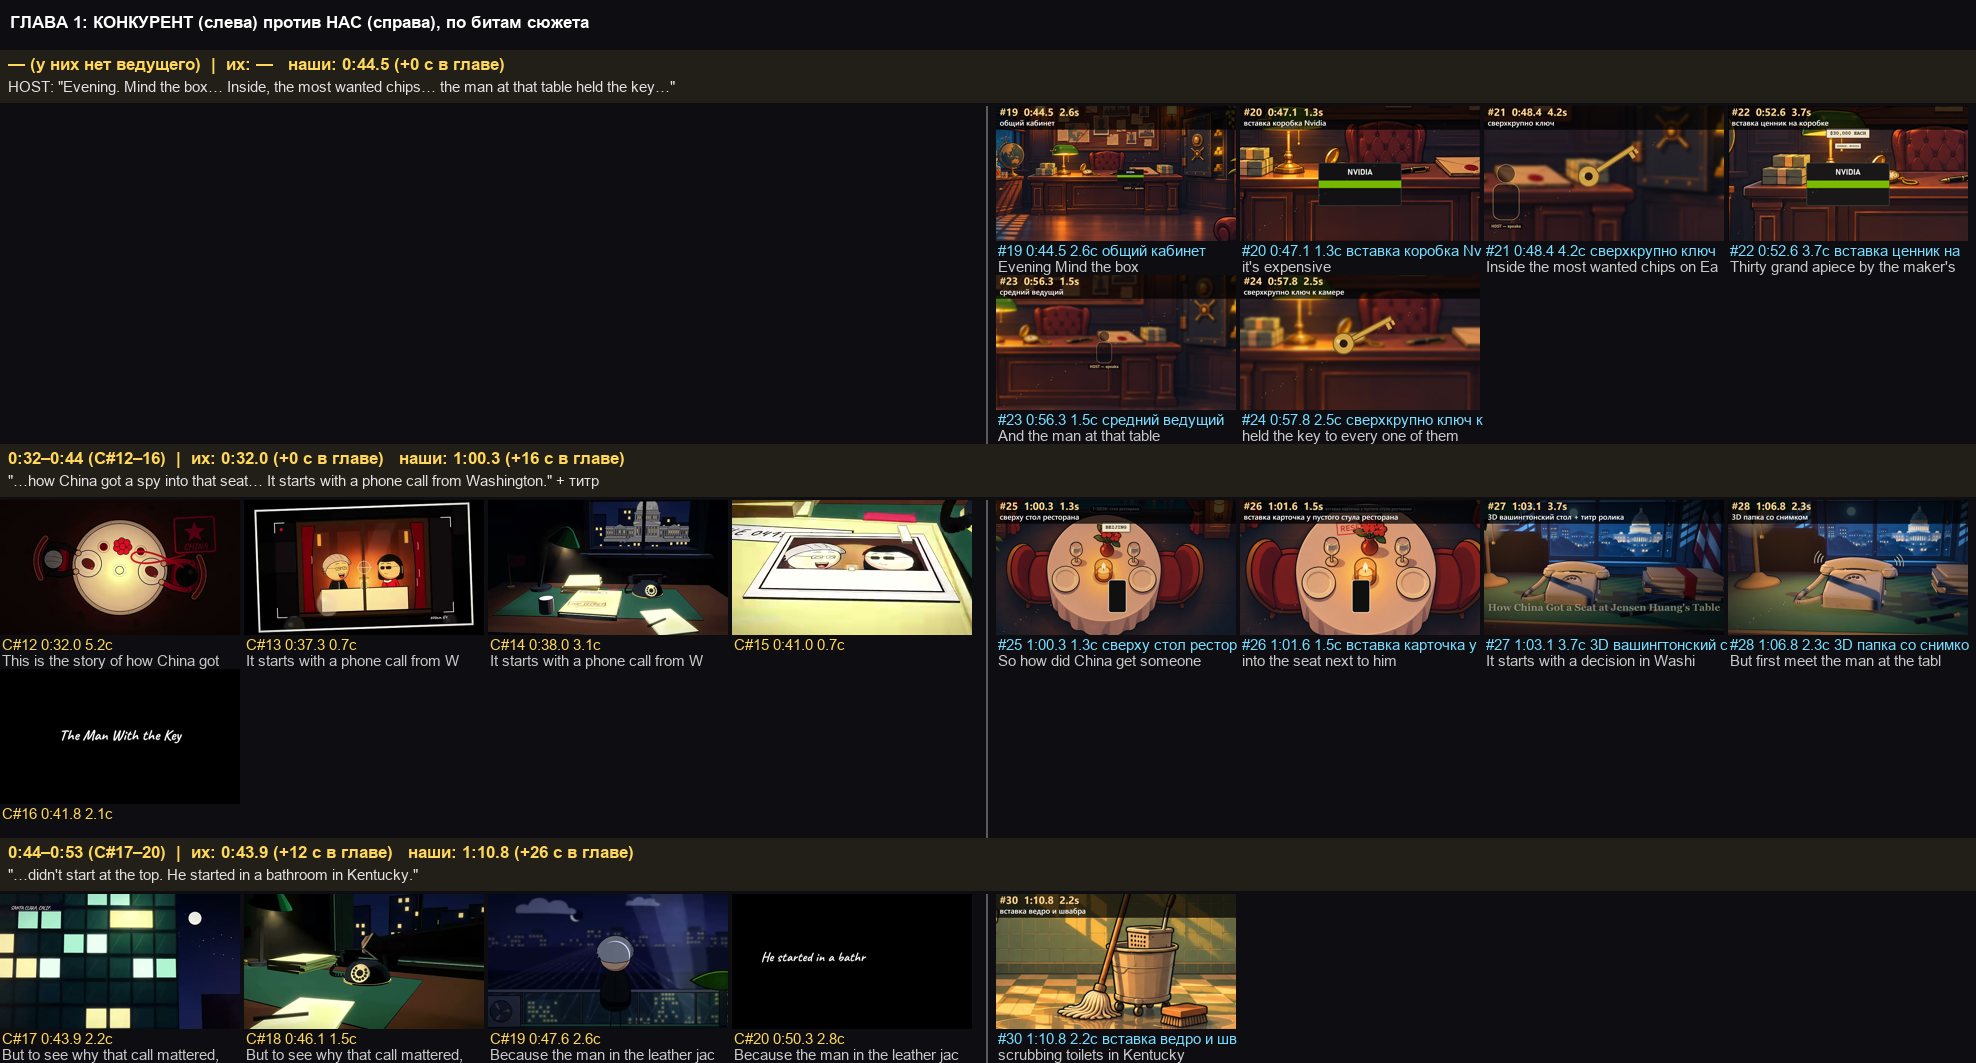 ГЛАВА 1: КОНКУРЕНТ (слева) против НАС (справа), по битам сюжета
— (у них нет ведущего) | их: — наши: 0:44.5 (+0 с в главе)
HOST: "Evening. Mind the box… Inside, the most wanted chips… the man at that table held the key…"
#19 0:44.5 2.6s
общий кабинет
#20 0:47.1 1.3s
вставка коробка Nvidia
NVIDIA
#21 0:48.4 4.2s
сверхкрупно ключ
HOST — speaks
#22 0:52.6 3.7s
вставка ценник на коробке
$30,000 EACH
NVIDIA
#19 0:44.5 2.6с общий кабинет
Evening Mind the box
#20 0:47.1 1.3с вставка коробка Nv
it's expensive
#21 0:48.4 4.2с сверхкрупно ключ
Inside the most wanted chips on Ea
#22 0:52.6 3.7с вставка ценник на
Thirty grand apiece by the maker's
#23 0:56.3 1.5s
средний ведущий
HOST — speaks
#24 0:57.8 2.5s
сверхкрупно ключ к камере
#23 0:56.3 1.5с средний ведущий
And the man at that table
#24 0:57.8 2.5с сверхкрупно ключ к
held the key to every one of them
0:32–0:44 (C#12–16) | их: 0:32.0 (+0 с в главе) наши: 1:00.3 (+16 с в главе)
"…how China got a spy into that seat… It starts with a phone call from Washington." + титр
CHINA
#25 1:00.3 1.3s
сверху стол ресторана
BEIJING
#26 1:01.6 1.5s
вставка карточка у пустого стула ресторана
#27 1:03.1 3.7s
3D вашингтонский стол + титр ролика
How China Got a Seat at Jensen Huang's Table
#28 1:06.8 2.3s
3D папка со снимком
C#12 0:32.0 5.2с
This is the story of how China got
C#13 0:37.3 0.7с
It starts with a phone call from W
C#14 0:38.0 3.1с
It starts with a phone call from W
C#15 0:41.0 0.7с
#25 1:00.3 1.3с сверху стол рестор
So how did China get someone
#26 1:01.6 1.5с вставка карточка у
into the seat next to him
#27 1:03.1 3.7с 3D вашингтонский с
It starts with a decision in Washi
#28 1:06.8 2.3с 3D папка со снимко
But first meet the man at the tabl
The Man With the Key
C#16 0:41.8 2.1с
0:44–0:53 (C#17–20) | их: 0:43.9 (+12 с в главе) наши: 1:10.8 (+26 с в главе)
"…didn't start at the top. He started in a bathroom in Kentucky."
He started in a bathr
#30 1:10.8 2.2s
вставка ведро и швабра
C#17 0:43.9 2.2с
But to see why that call mattered,
C#18 0:46.1 1.5с
But to see why that call mattered,
C#19 0:47.6 2.6с
Because the man in the leather jac
C#20 0:50.3 2.8с
Because the man in the leather jac
#30 1:10.8 2.2с вставка ведро и шв
scrubbing toilets in Kentucky